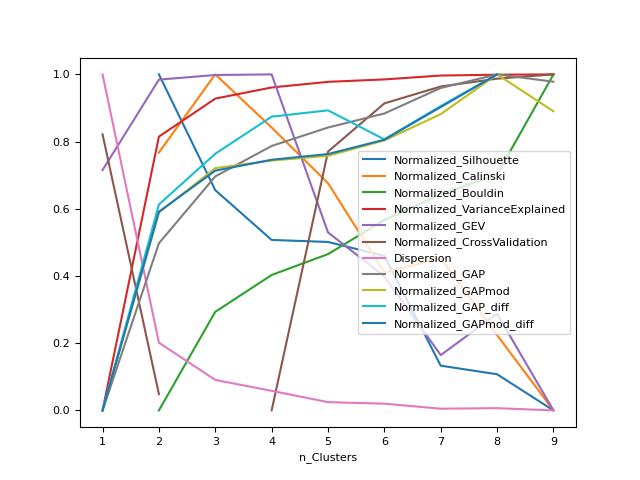 1.0
0.8
0.6
0.4
0.2
0.0
Normalized_Silhouette
Normalized_Calinski
Normalized_Bouldin
Normalized_VarianceExplained
Normalized_GEV
Normalized_CrossValidation
Dispersion
Normalized_GAP
Normalized_GAPmod
Normalized_GAP_diff
Normalized_GAPmod_diff
1 2 3 4 5 6 7 8 9
n_Clusters